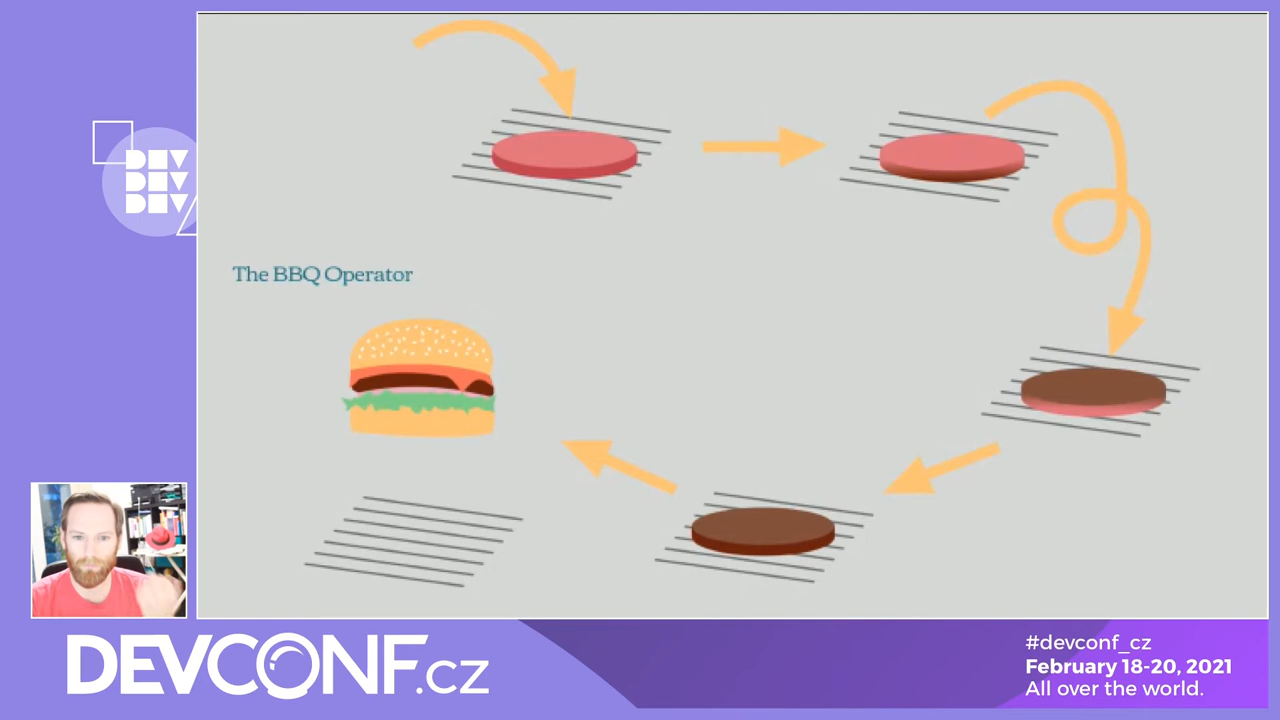 DEV
DEV
DEV
The BBQ Operator
DEVCONF.cz
#devconf_cz
February 18-20, 2021
All over the world.